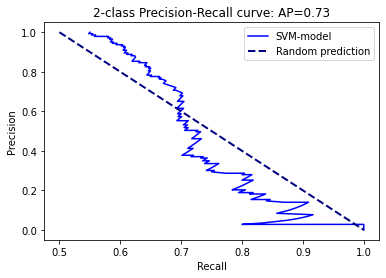 2-class Precision-Recall curve: AP=0.73
SVM-model
Random prediction
Precision
1.0
0.8
0.6
0.4
0.2
0.0
0.5 0.6 0.7 0.8 0.9 1.0
Recall